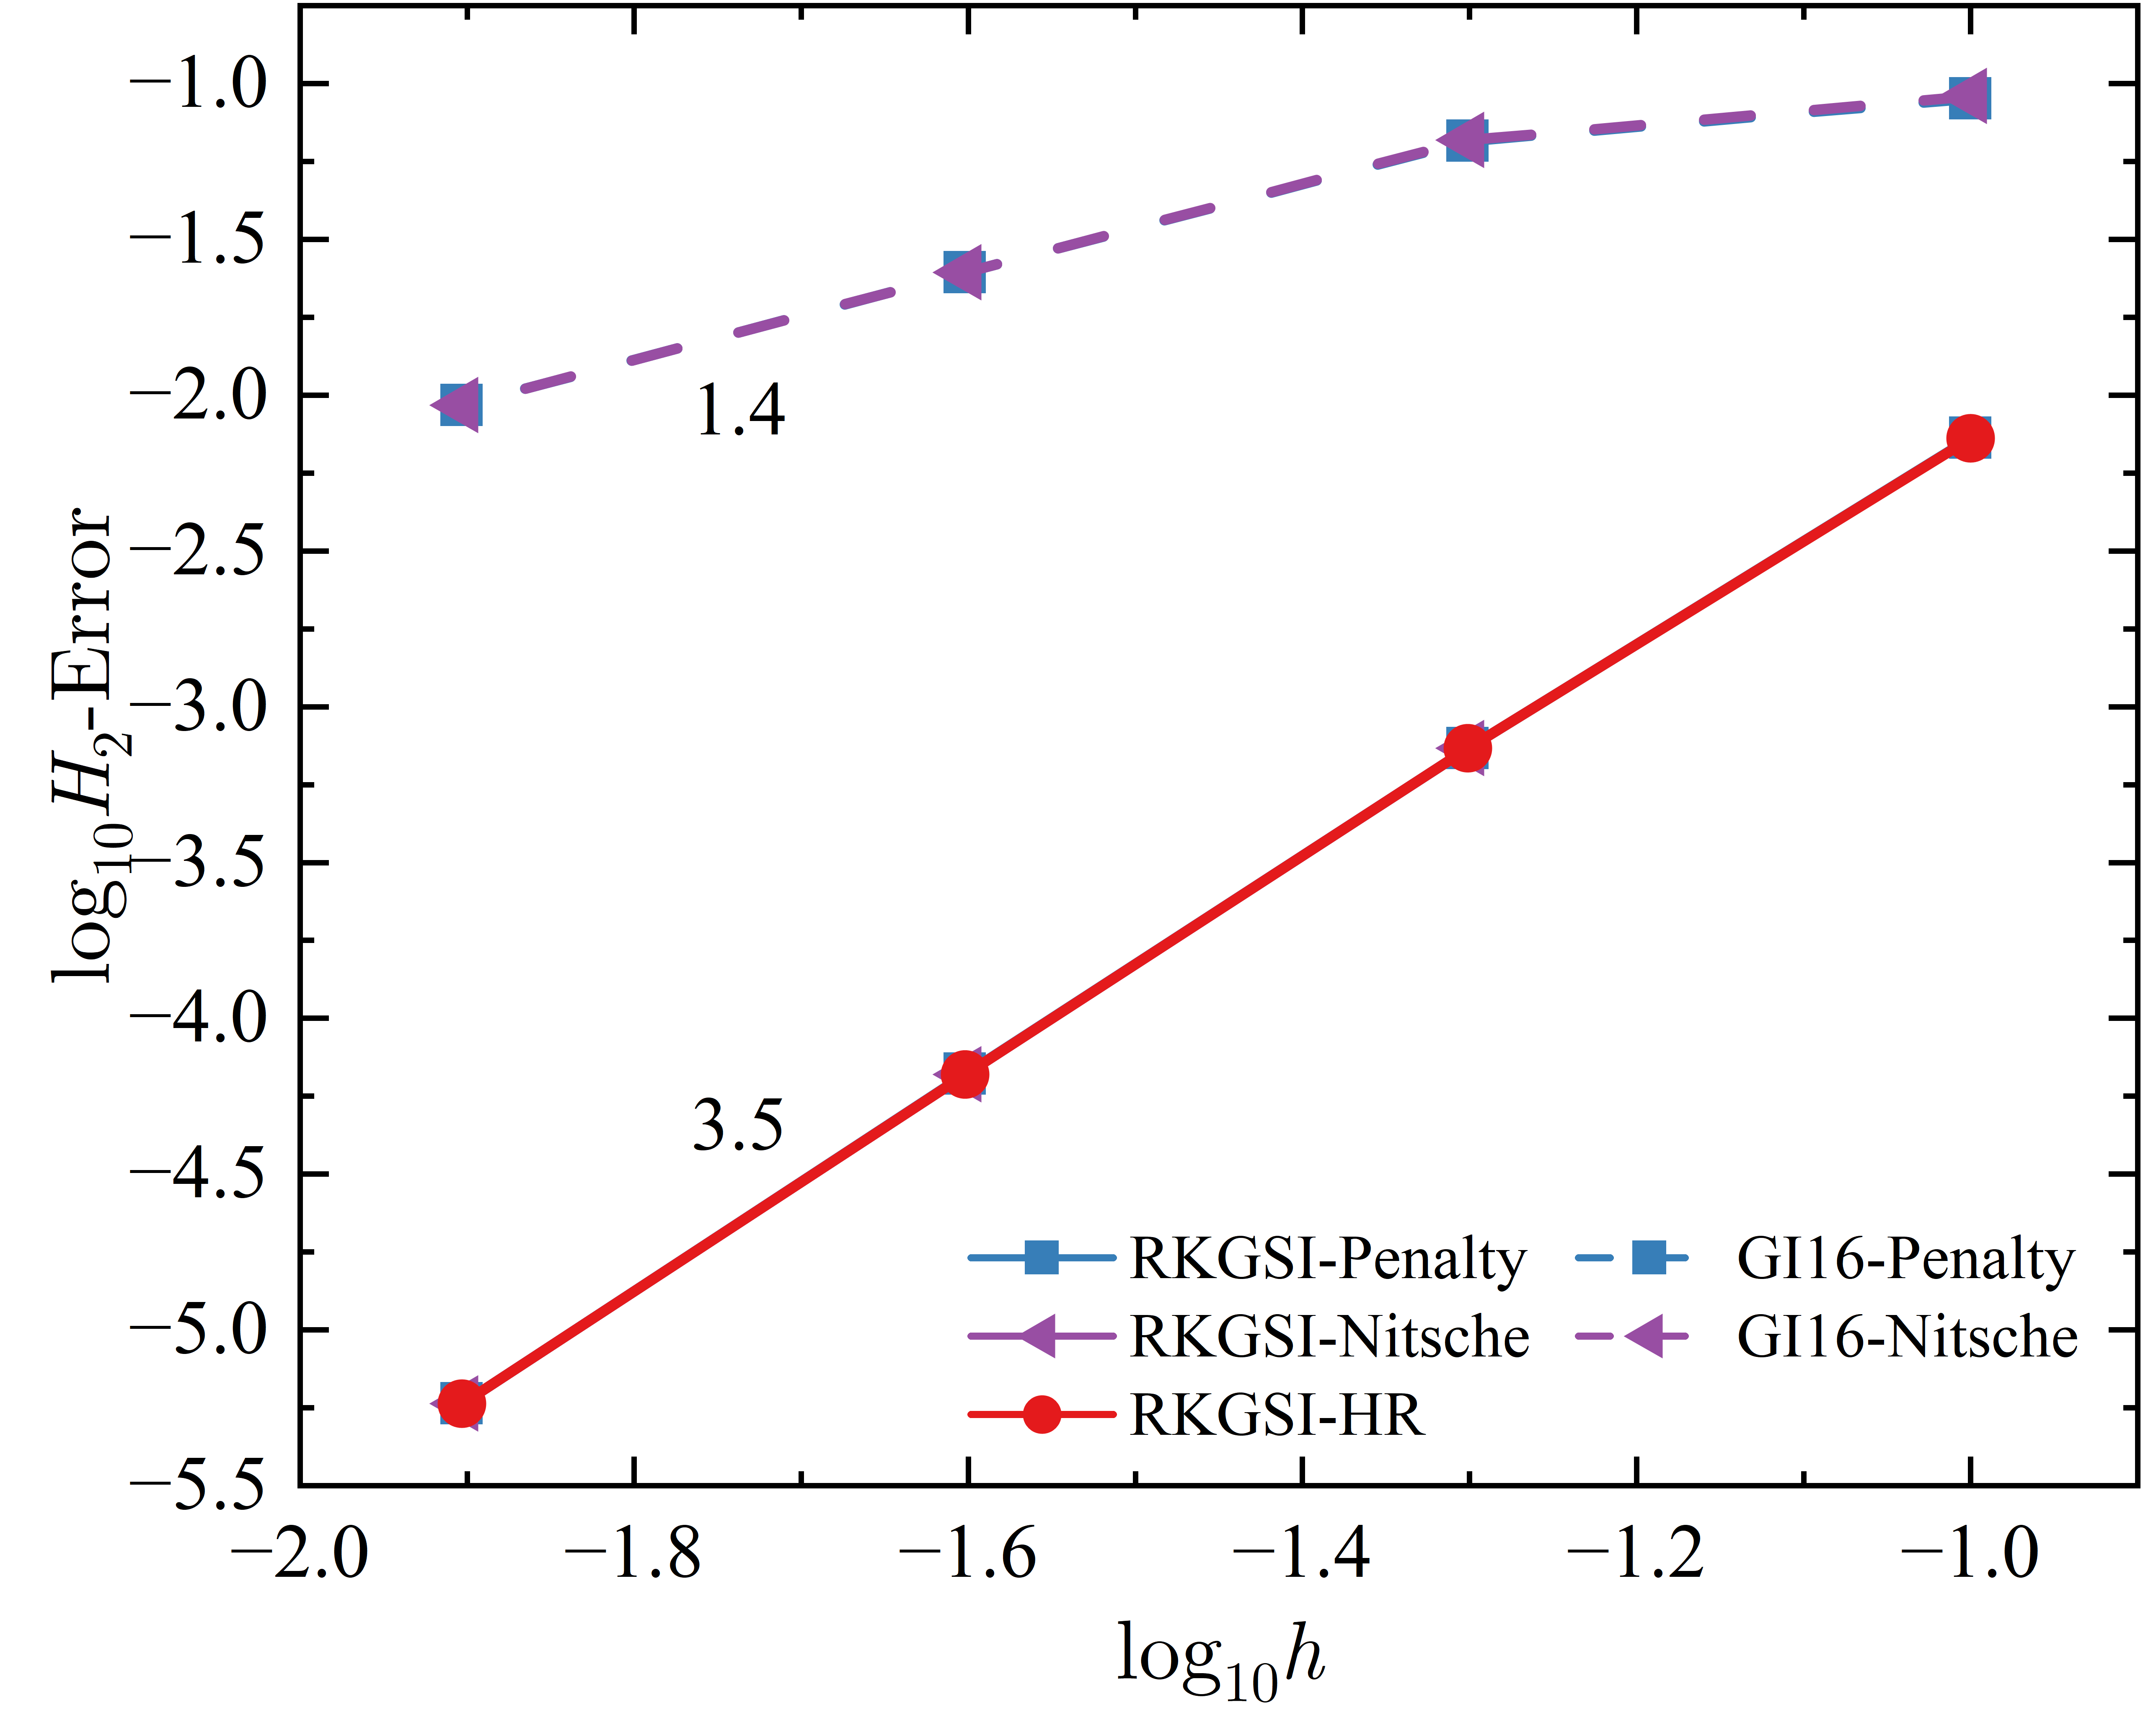 −1.0
−1.5
−2.0
−2.5
−3.0
−3.5
−4.0
−4.5
−5.0
−5.5
log10H2-Error
1.4
3.5
RKGSI-Penalty GI16-Penalty
RKGSI-Nitsche GI16-Nitsche
RKGSI-HR
−2.0 −1.8 −1.6 −1.4 −1.2 −1.0
log10h